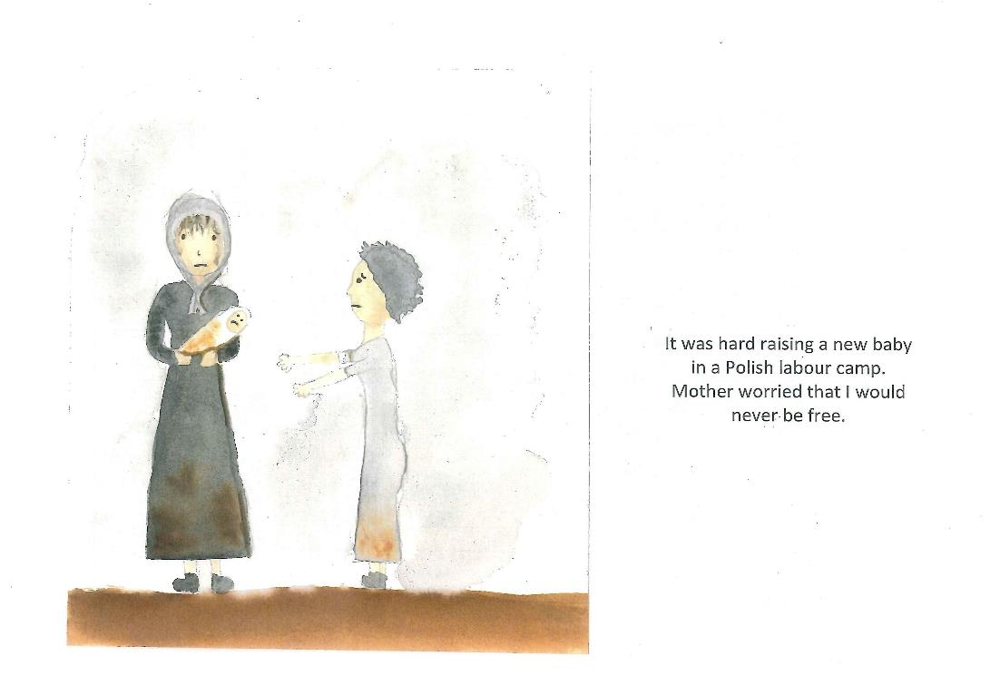 It was hard raising a new baby
in a Polish labour camp.
Mother worried that I would
never be free.